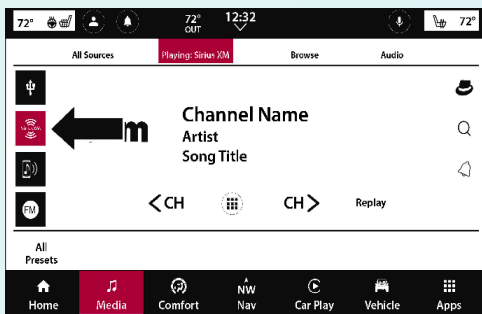 72° 72° 12:32 72°
OUT
All Sources Playing: Sirius XM Browse Audio
Channel Name
Artist
Song Title
FM
<CH CH> Replay
All
Presets
NW
Home Media Comfort Nav Car Play Vehicle Apps